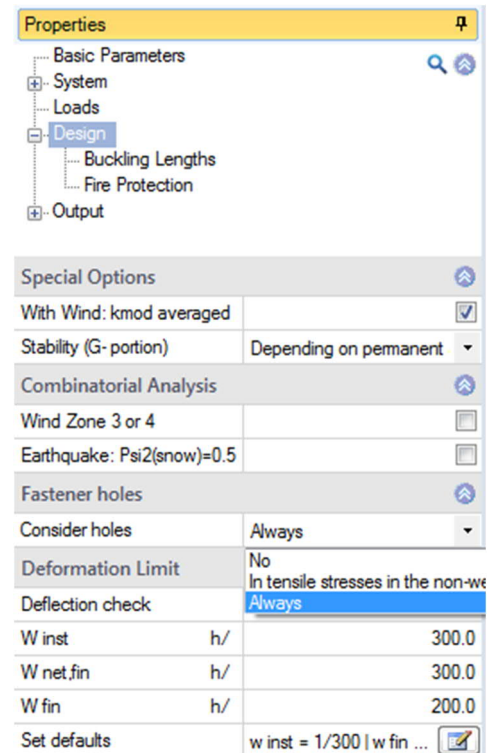 Properties
Basic Parameters
System
Loads
Design
Buckling Lengths
Fire Protection
Output
Special Options
With Wind: kmod averaged
Stability (G- portion) Depending on permanent
Combinatorial Analysis
Wind Zone 3 or 4
Earthquake: Psi2(snow)=0.5
Fastener holes
Consider holes Always
No
Deformation Limit In tensile stresses in the non-we
Deflection check Always
W inst h/ 300.0
W net,fin h/ 300.0
W fin h/ 200.0
Set defaults w inst = 1/300 | w fin ...